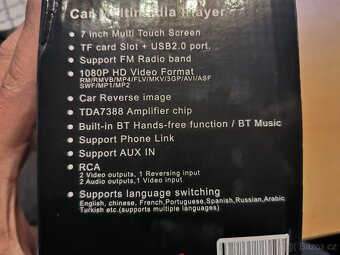 Car Multimedia Player
• 7 inch Multi Touch Screen
• TF card Slot + USB2.0 port.
• Support FM Radio band
• 1080P HD Video Format
RM/RMVB/MP4/FLV/MKV/3GP/AVI/ASF
SWF/MP1/MP2
• Car Reverse image
• TDA7388 Amplifier chip
• Built-in BT Hands-free function / BT Music
• Support Phone Link
• Support AUX IN
• RCA
2 Video outputs, 1 Reversing input
2 Audio outputs,1 Video input
• Supports language switching
English, chinese, French,Portuguese,Spanish,Russian,Arabic
Turkish etc.(supports multiple languages)